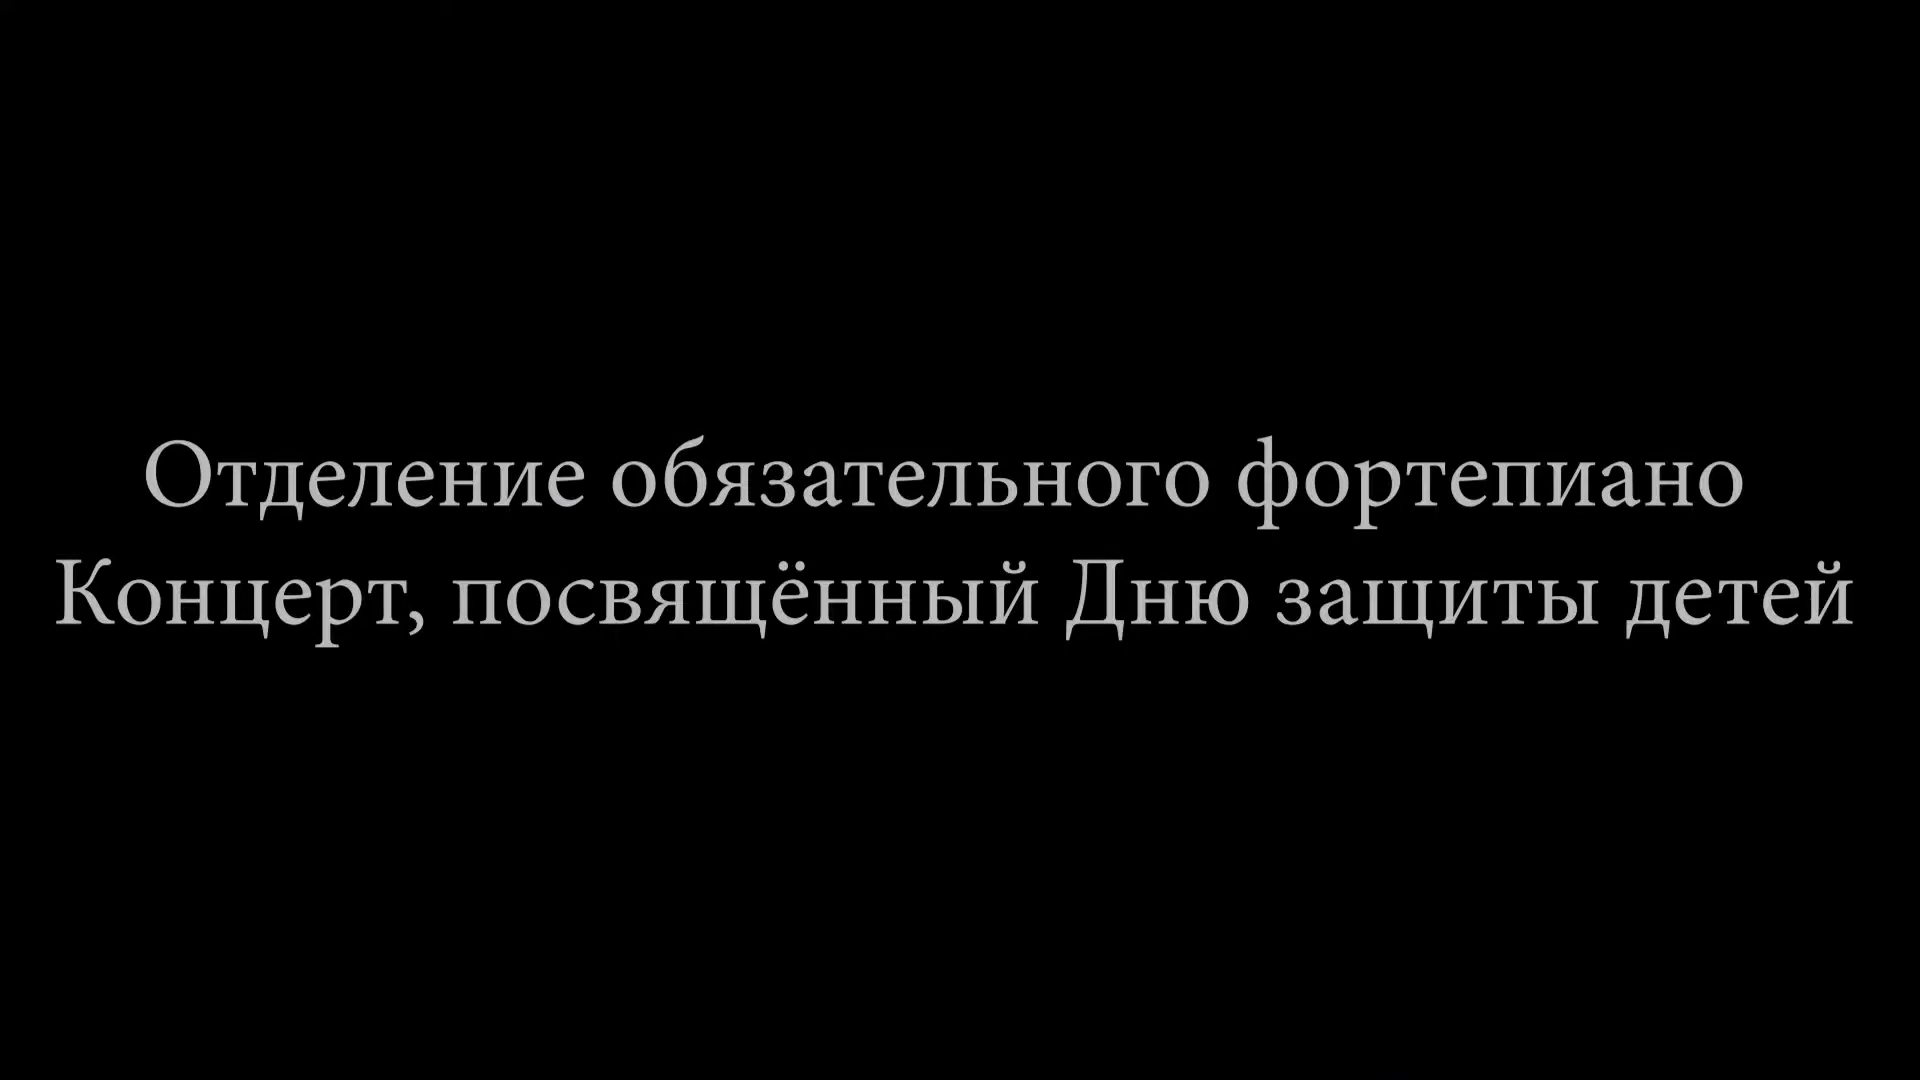 Отделение обязательного фортепиано
Концерт, посвящённый Дню защиты детей